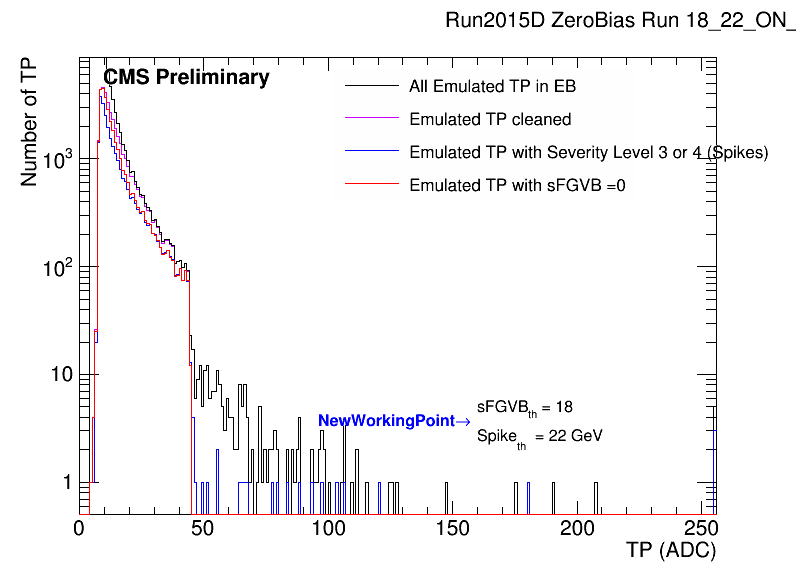 Run2015D ZeroBias Run 18_22_ON_
Number of TP
CMS Preliminary
All Emulated TP in EB
Emulated TP cleaned
Emulated TP with Severity Level 3 or 4 (Spikes)
Emulated TP with sFGVB =0
10³
10²
10
1
NewWorkingPoint→
sFGVBth = 18
Spiketh = 22 GeV
0 50 100 150 200 250
TP (ADC)